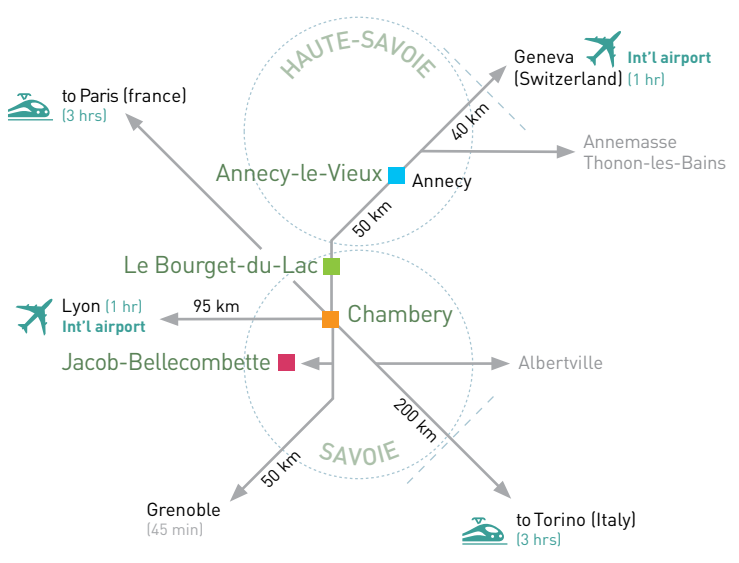 HAUTE-SAVOIE
Geneva
Int'l airport
(Switzerland) (1 hr)
to Paris (france)
(3 hrs)
40 km
Annemasse
Thonon-les-Bains
Annecy-le-Vieux
Annecy
50 km
Le Bourget-du-Lac
Lyon (1 hr)
Int'l airport
95 km
Chambery
Jacob-Bellecombette
Albertville
200 km
SAVOIE
50 km
Grenoble
(45 min)
to Torino (Italy)
(3 hrs)